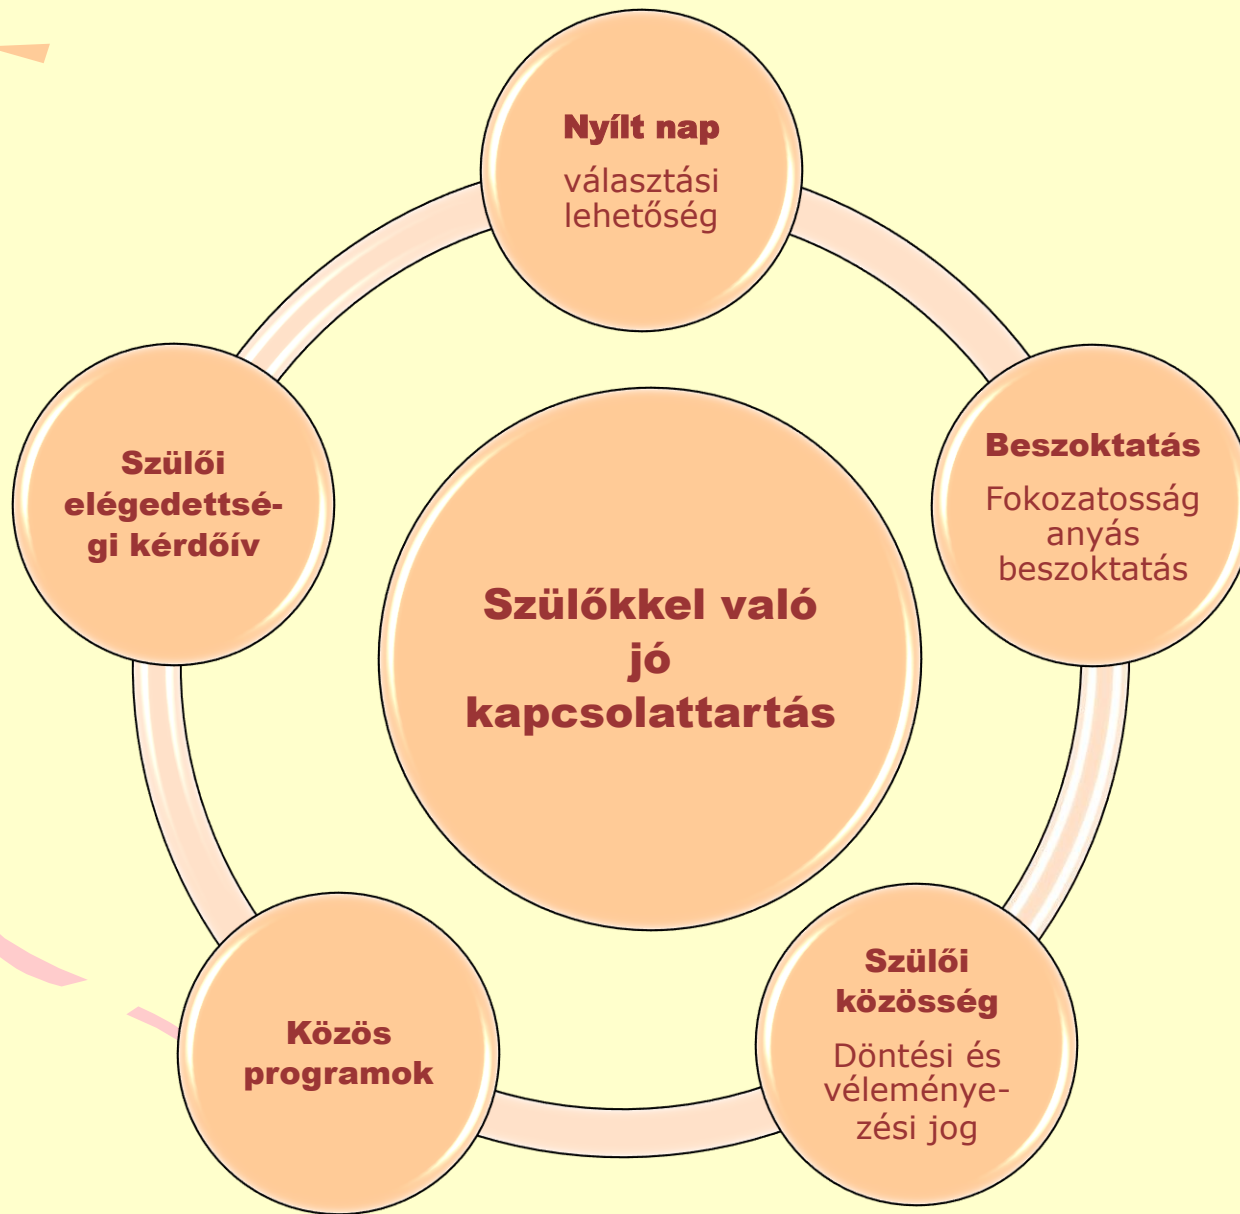 Nyílt nap
választási
lehetőség
Beszoktatás
Fokozatosság
anyás
beszoktatás
Szülői
közösség
Döntési és
véleménye-
zési jog
Közös
programok
Szülői
elégedettsé-
gi kérdőív
Szülőkkel való
jó
kapcsolattartás